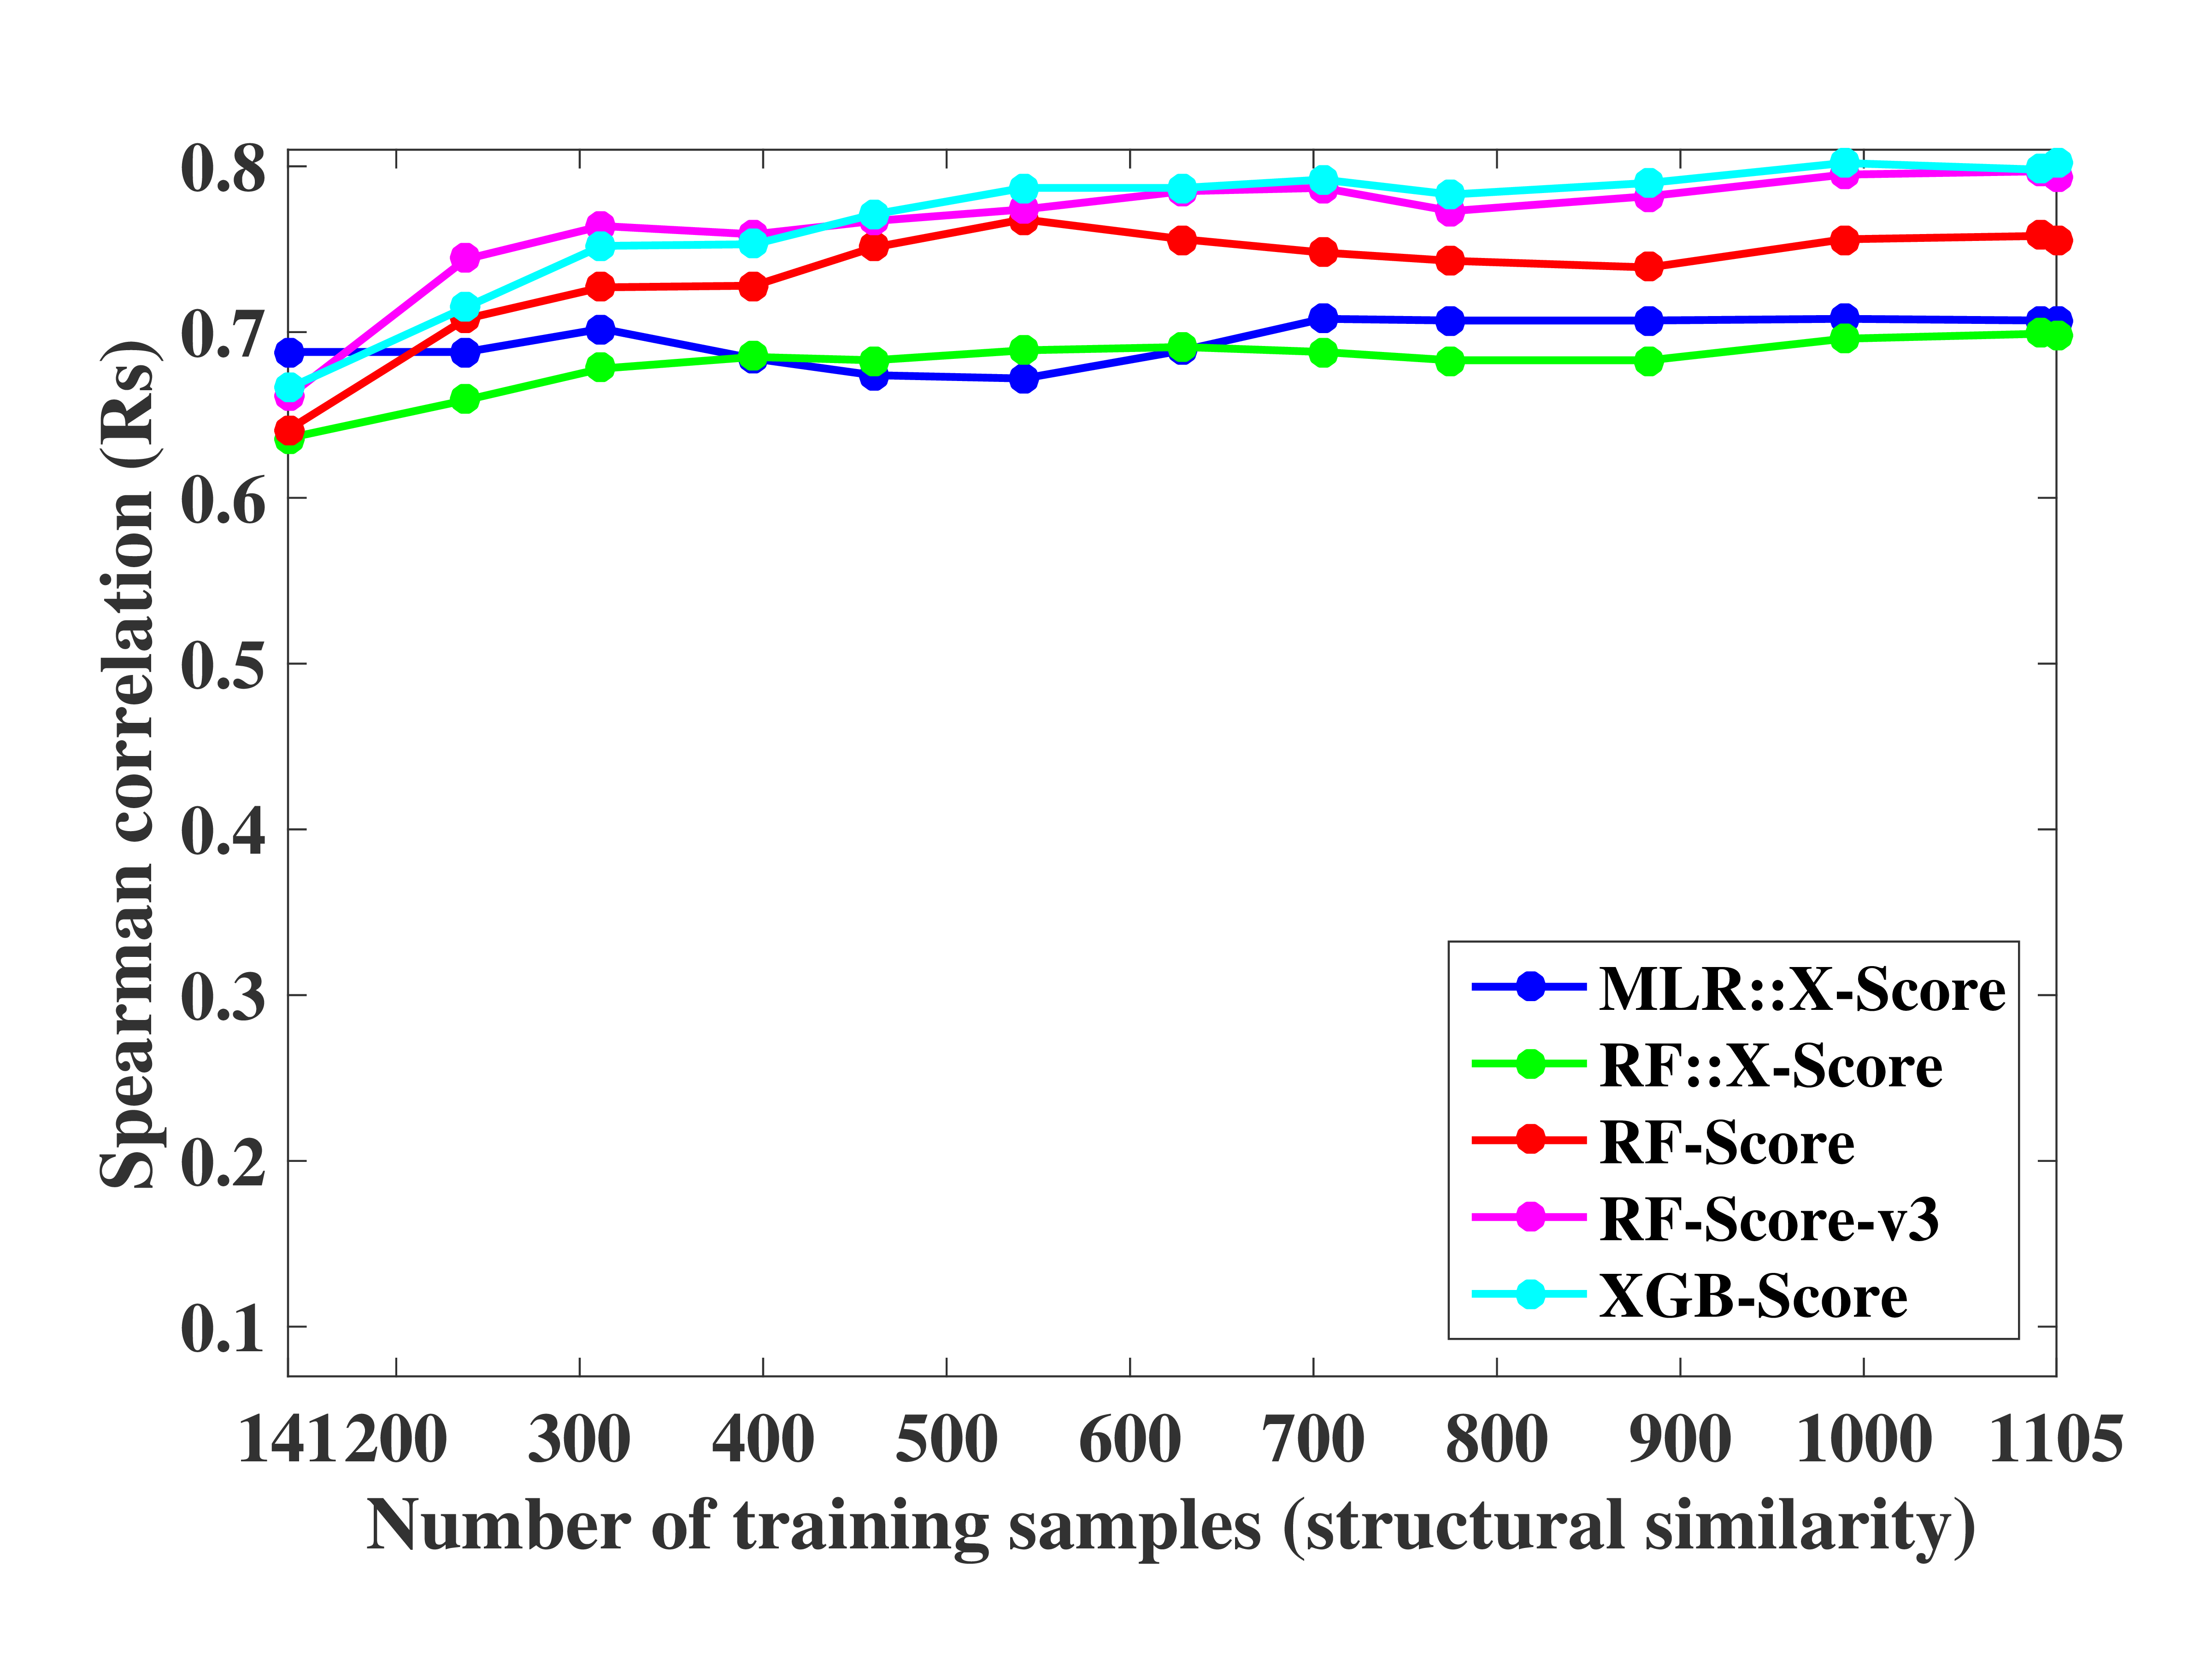 0.8
0.7
0.6
0.5
0.4
0.3
0.2
0.1
Spearman correlation (Rs)
MLR::X-Score
RF::X-Score
RF-Score
RF-Score-v3
XGB-Score
141 200 300 400 500 600 700 800 900 1000 1105
Number of training samples (structural similarity)